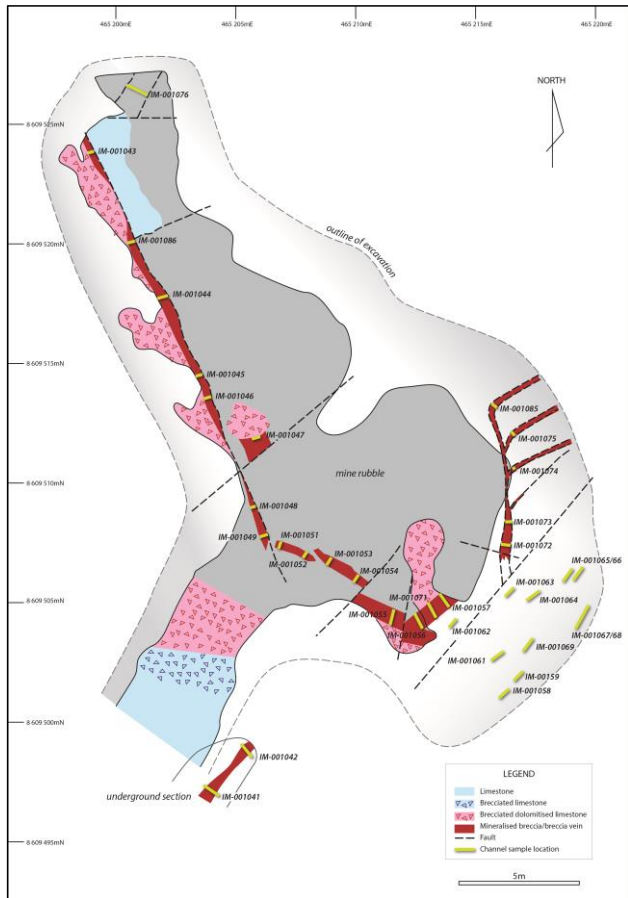 465 200mE
465 205mE
465 210mE
465 215mE
465 220mE
NORTH
IM-001076
8 609 525mN
IM-001043
8 609 520mN
IM-001086
outline of excavation
IM-001044
8 609 515mN
IM-001045
IM-001046
IM-001085
IM-001047
IM-001075
IM-001074
mine rubble
8 609 510mN
IM-001048
IM-001073
IM-001049
IM-001051
IM-001072
IM-001052
IM-001053
IM-001054
IM-001065/66
IM-001063
IM-001064
8 609 505mN
IM-001071
IM-001057
IM-001055
IM-001056
IM-001062
IM-001067/68
IM-001069
IM-001061
IM-00159
IM-001058
8 609 500mN
IM-001042
underground section
IM-001041
8 609 495mN
LEGEND
Limestone
Brecciated limestone
Brecciated dolomitised limestone
Mineralised breccia/breccia vein
Fault
Channel sample location
5m